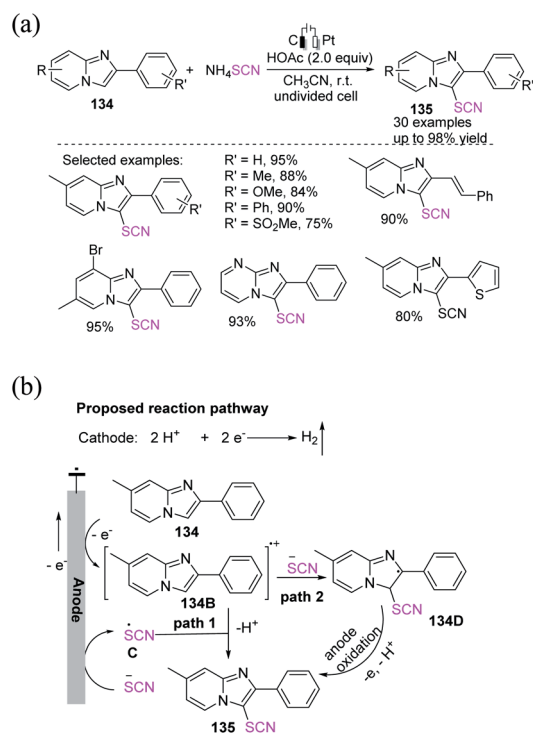 (a)
C Pt
HOAc (2.0 equiv)
R N N R' + NH4SCN CH3CN, r.t. R N N R'
134 undivided cell 135 SCN
30 examples
up to 98% yield
Selected examples:
R' = H, 95%
R' = Me, 88%
R' = OMe, 84%
R' = Ph, 90%
R' = SO2Me, 75%
N N R' SCN
N N Ph SCN
90%
Br N N SCN
95%
N N N SCN
93%
N N S SCN
80%
(b)
Proposed reaction pathway
Cathode: 2 H+ + 2 e- H2
N N
134
- e-
- e-
Anode
N N •+
134B
path 1
-SCN
path 2
N N • SCN
134D
•SCN
C
-H+
anode oxidation
-e, - H+
-SCN
N N SCN
135